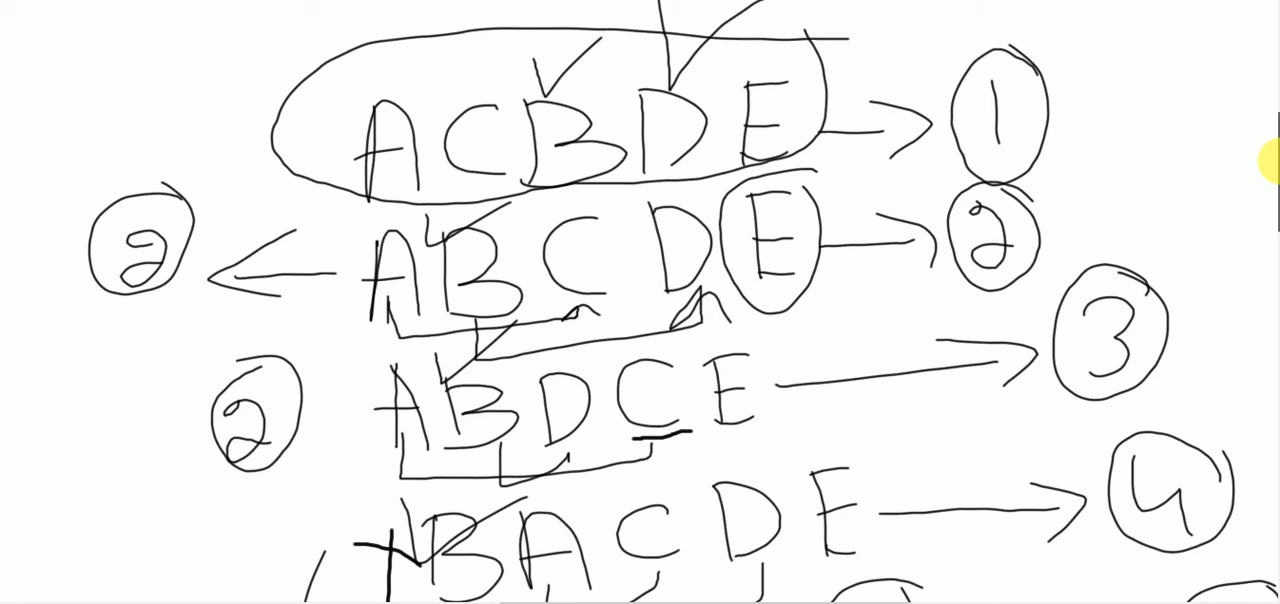 ACBDE → 1
2 ← ABCDE → 2
2 ABDCE → 3
BACDE → 4